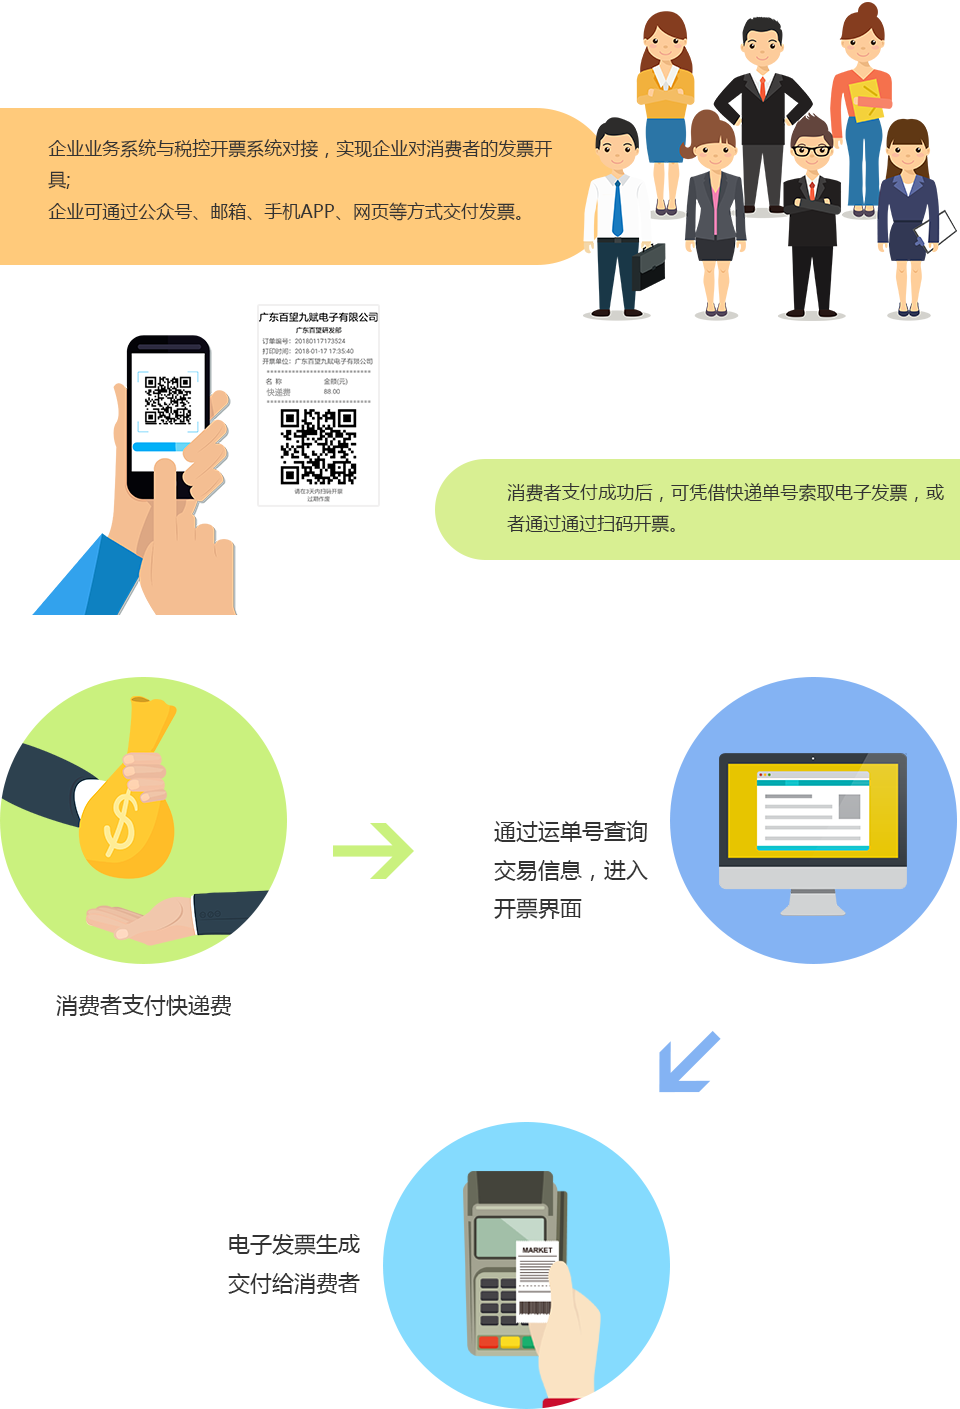 企业业务系统与税控开票系统对接，实现企业对消费者的发票开
具;
企业可通过公众号、邮箱、手机APP、网页等方式交付发票。
广东百望九赋电子有限公司
广东百望研发部
订单编号：20180117173524
打印时间：2018-01-17 17:35:40
开票单位：广东百望九赋电子有限公司
******************************
名 称 金额(元)
快递费 88.00
******************************
请在3天内扫码开票
过期作废
消费者支付成功后，可凭借快递单号索取电子发票，或
者通过通过扫码开票。
通过运单号查询
交易信息，进入
开票界面
消费者支付快递费
电子发票生成
交付给消费者
MARKET